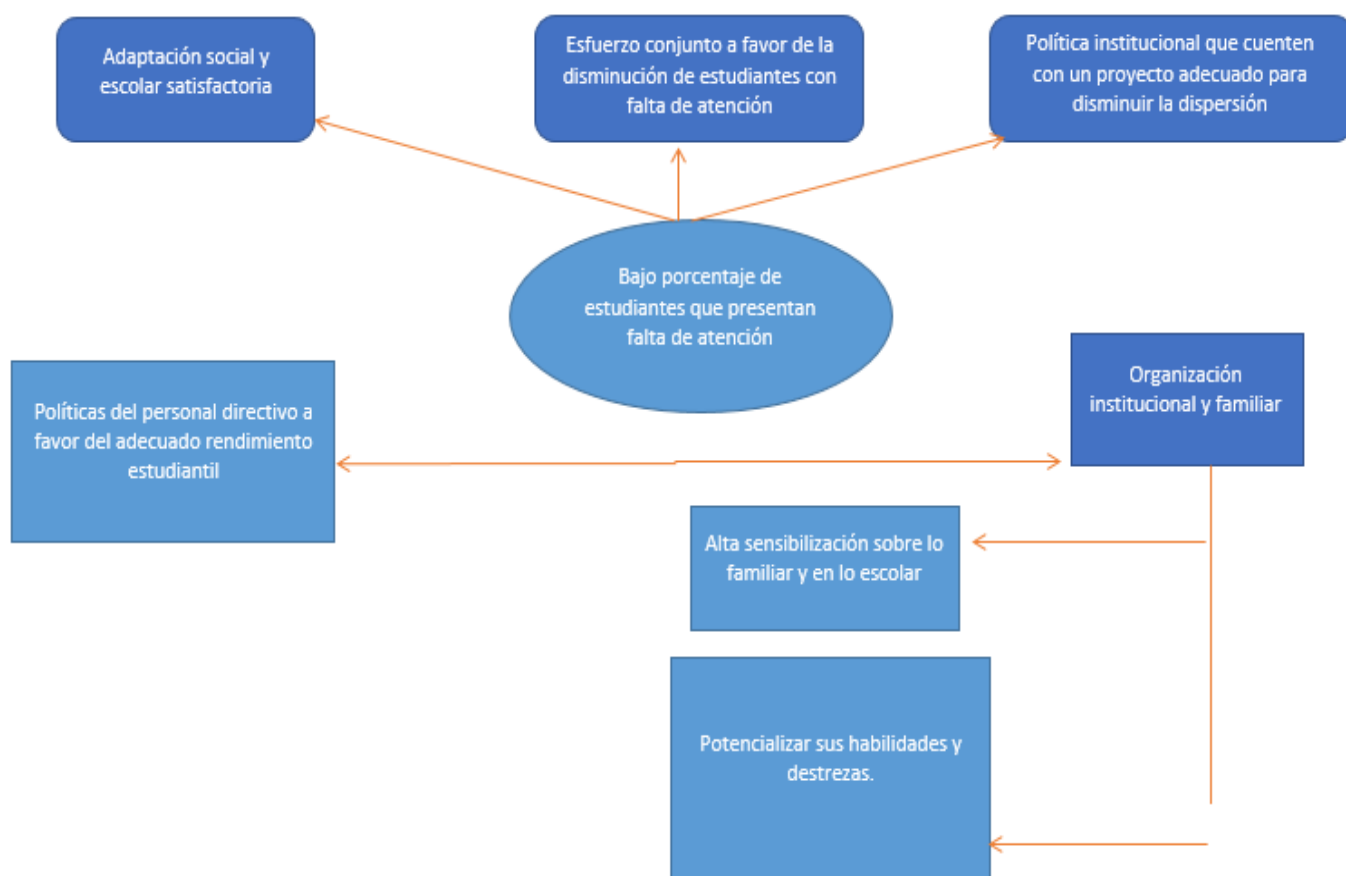 Adaptación social y
escolar satisfactoria
Esfuerzo conjunto a favor de la
disminución de estudiantes con
falta de atención
Política institucional que cuenten
con un proyecto adecuado para
disminuir la dispersión
Bajo porcentaje de
estudiantes que presentan
falta de atención
Políticas del personal directivo a
favor del adecuado rendimiento
estudiantil
Organización
institucional y familiar
Alta sensibilización sobre lo
familiar y en lo escolar
Potencializar sus habilidades y
destrezas.